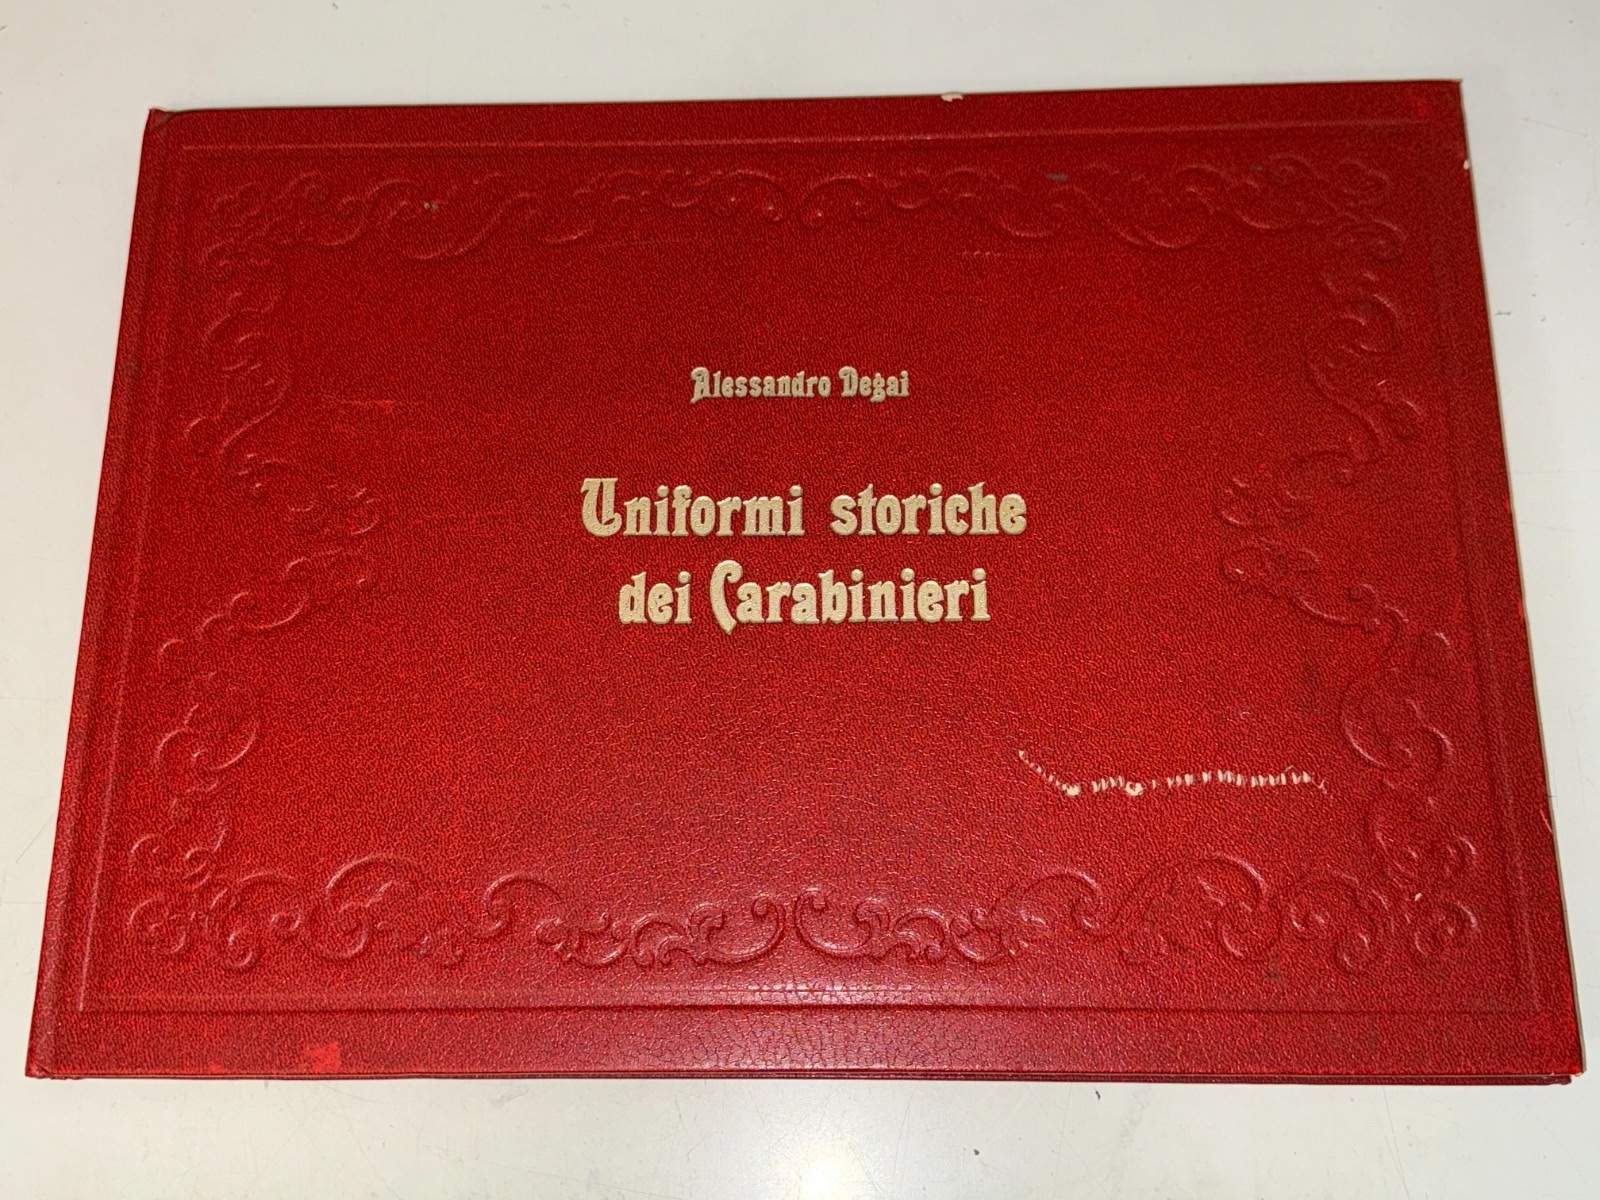 Alessandro Degai
Uniformi storiche
dei Carabinieri